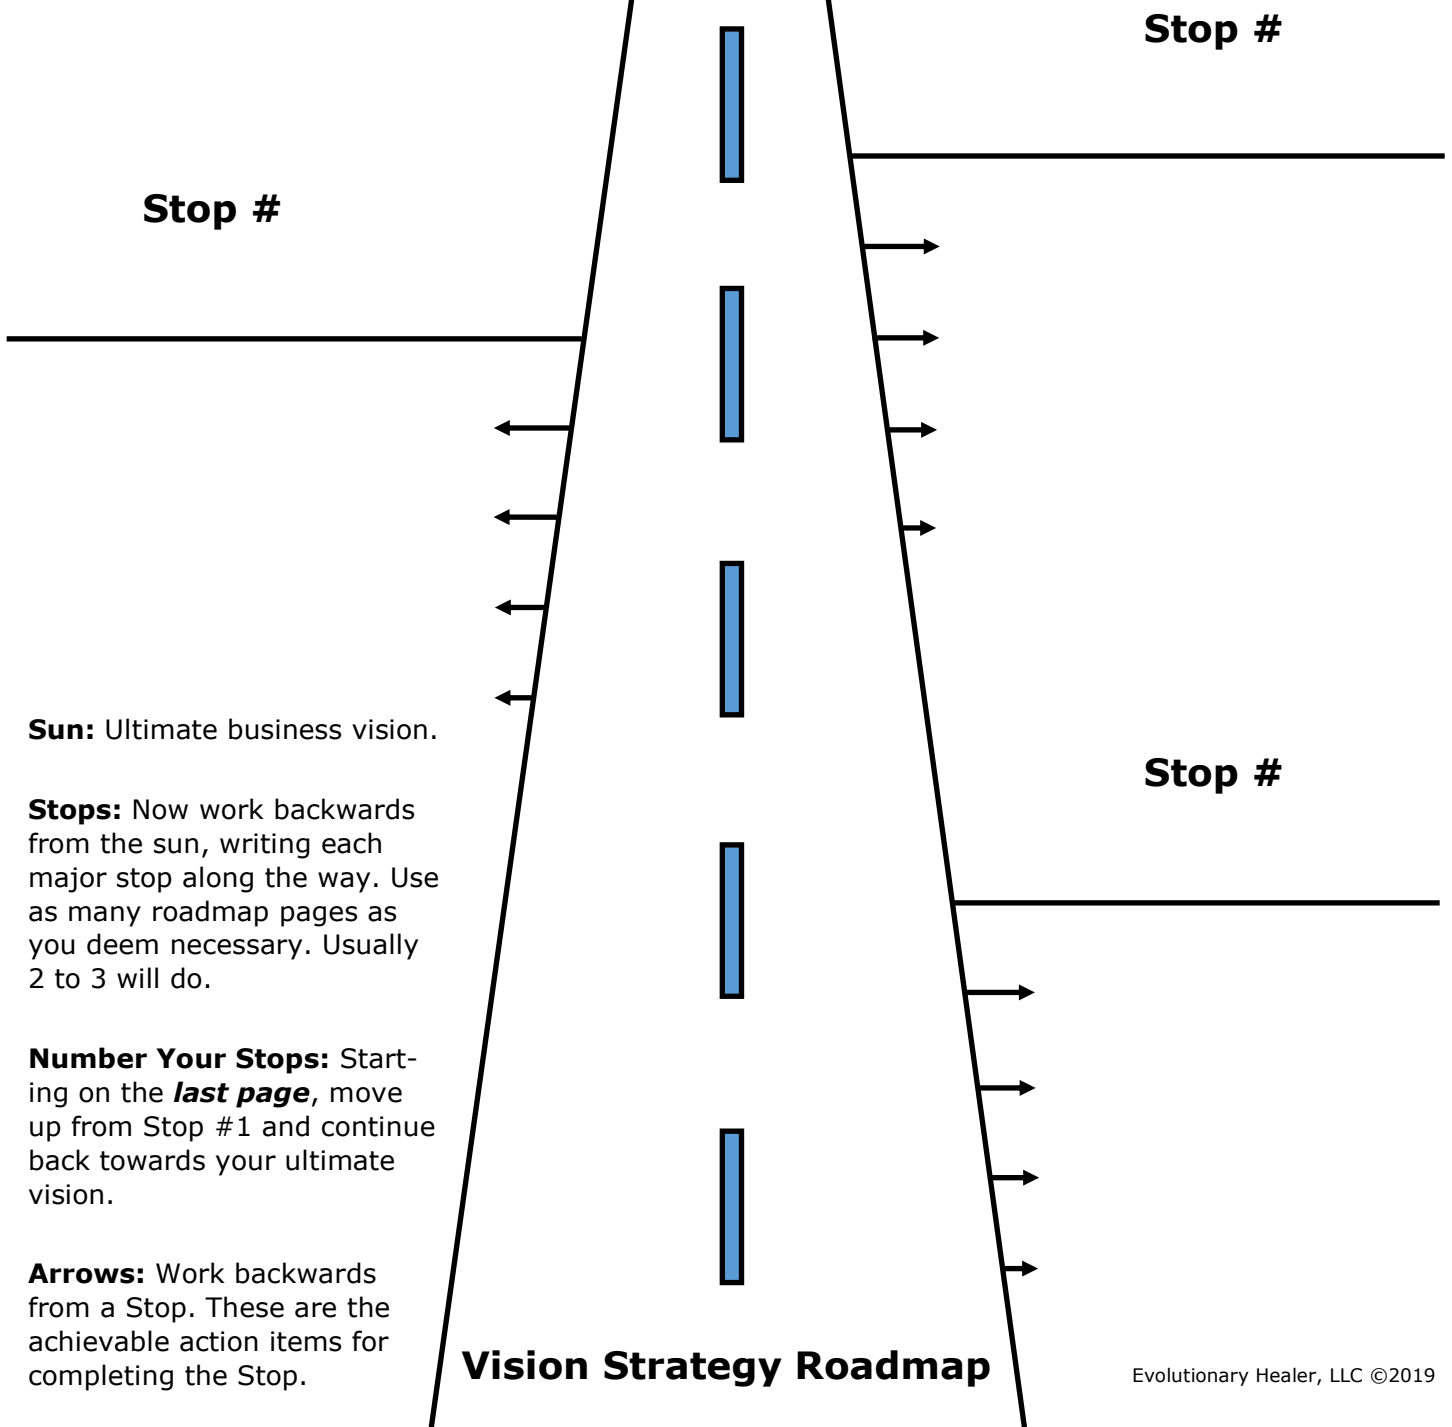 Stop #
Stop #
Sun: Ultimate business vision.
Stops: Now work backwards
from the sun, writing each
major stop along the way. Use
as many roadmap pages as
you deem necessary. Usually
2 to 3 will do.
Number Your Stops: Start-
ing on the last page, move
up from Stop #1 and continue
back towards your ultimate
vision.
Arrows: Work backwards
from a Stop. These are the
achievable action items for
completing the Stop.
Stop #
Vision Strategy Roadmap
Evolutionary Healer, LLC ©2019